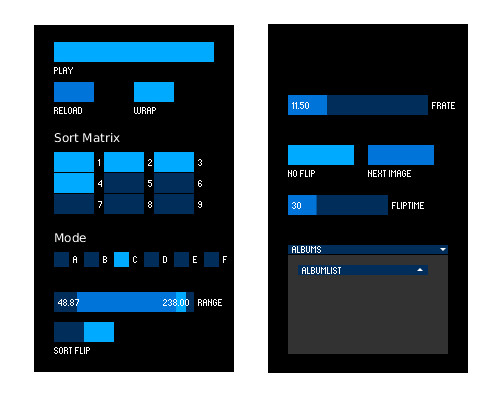 PLAY
RELOAD WRAP
Sort Matrix
1 2 3
4 5 6
7 8 9
Mode
A B C D E F
48.87 238.00 RANGE
SORT FLIP
11.50 FRATE
NO FLIP NEXT IMAGE
30 FLIPTIME
ALBUMS
ALBUMLIST